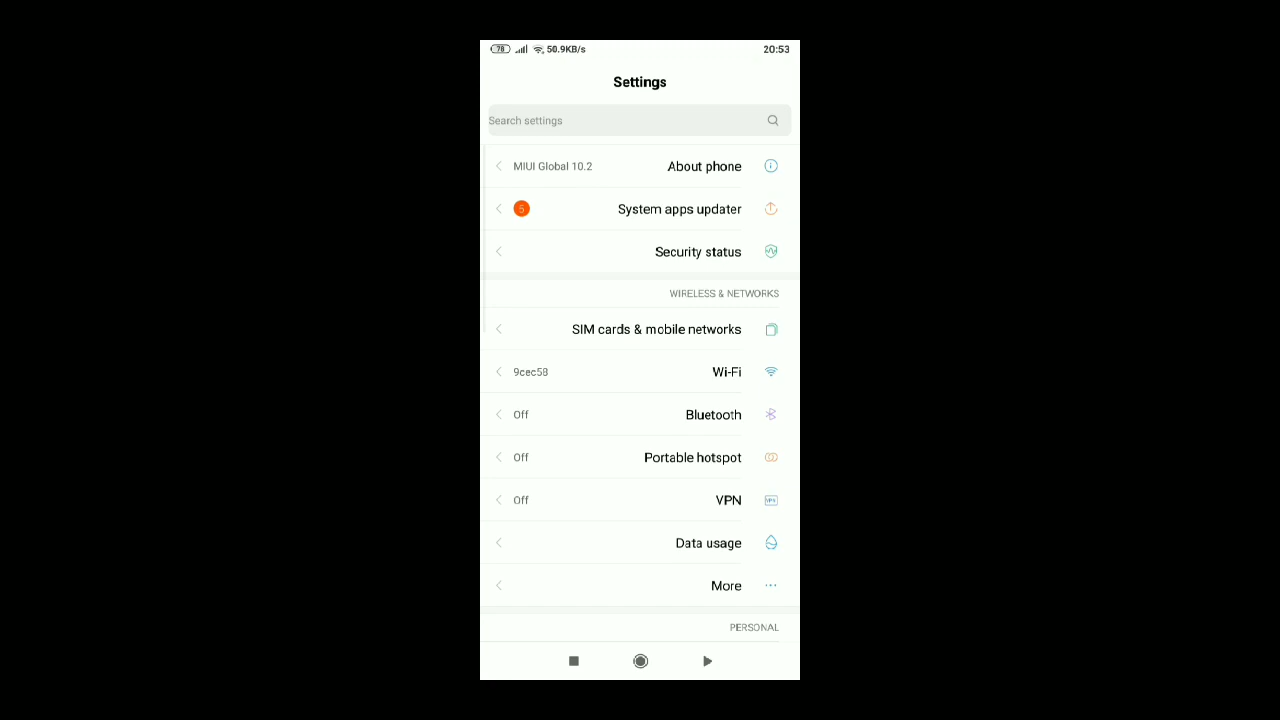 78 50.9KB/s 20:53
Settings
Search settings
About phone MIUI Global 10.2
System apps updater 5
Security status
WIRELESS & NETWORKS
SIM cards & mobile networks
Wi-Fi 9cec58
Bluetooth Off
Portable hotspot Off
VPN Off VPN
Data usage
More
PERSONAL